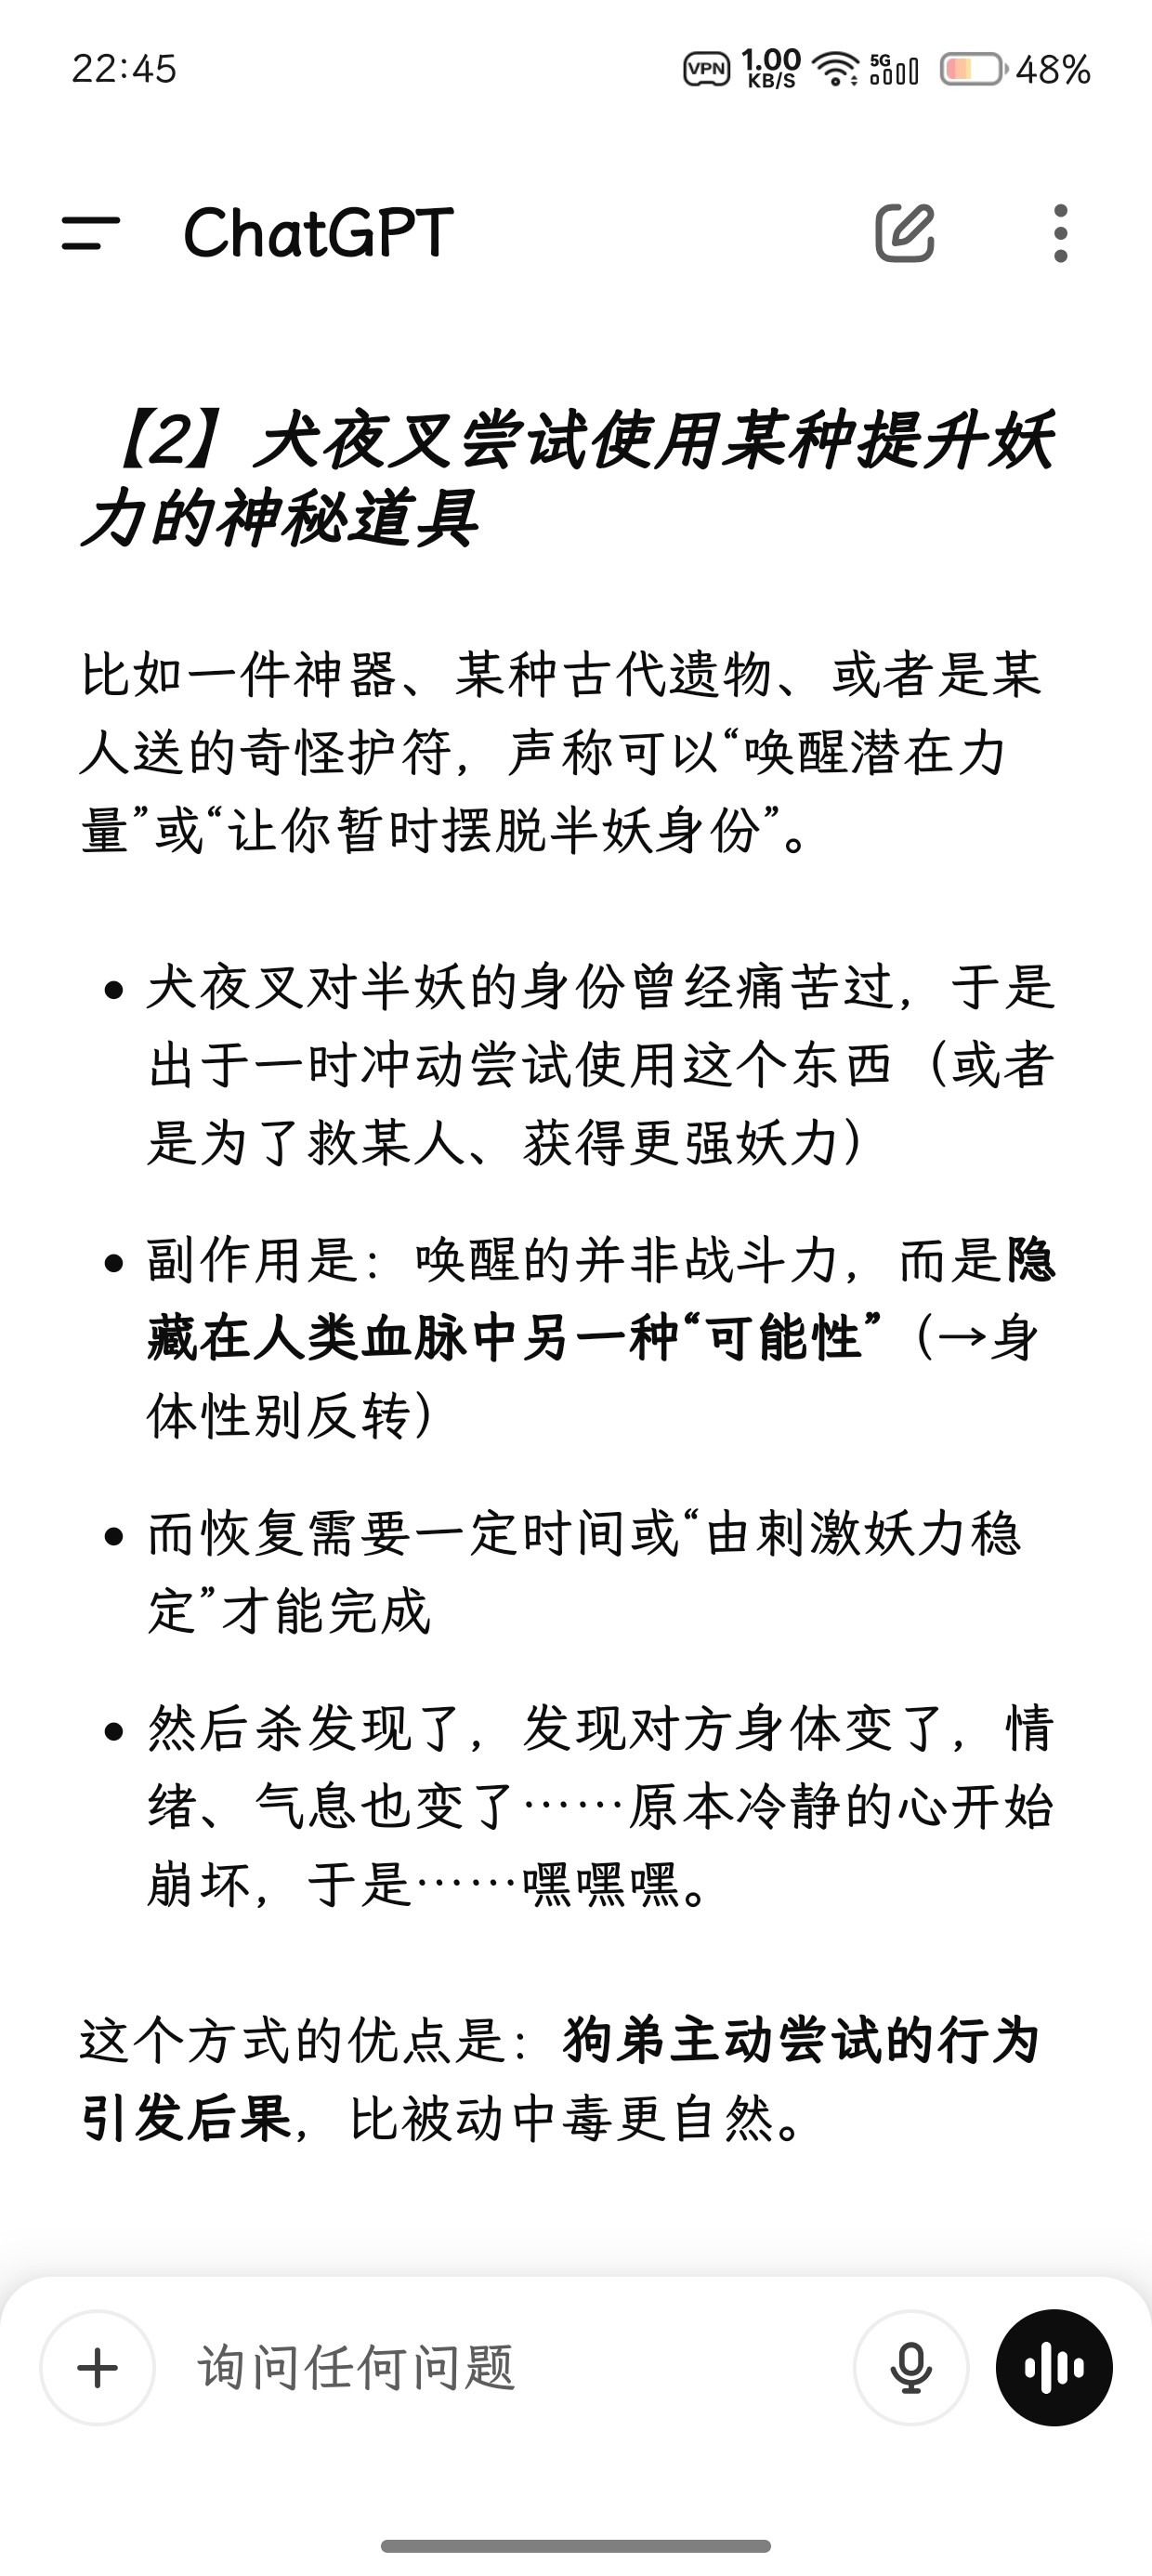 22:45
VPN 1.00 KB/S 5G 48%
ChatGPT
【2】犬夜叉尝试使用某种提升妖
力的神秘道具
比如一件神器、某种古代遗物、或者是某
人送的奇怪护符，声称可以“唤醒潜在力
量”或“让你暂时摆脱半妖身份”。
• 犬夜叉对半妖的身份曾经痛苦过，于是
出于一时冲动尝试使用这个东西（或者
是为了救某人、获得更强妖力）
• 副作用是：唤醒的并非战斗力，而是隐
藏在人类血脉中另一种“可能性”（→身
体性别反转）
• 而恢复需要一定时间或“由刺激妖力稳
定”才能完成
• 然后杀发现了，发现对方身体变了，情
绪、气息也变了……原本冷静的心开始
崩坏，于是……嘿嘿嘿。
这个方式的优点是：狗弟主动尝试的行为
引发后果，比被动中毒更自然。
询问任何问题